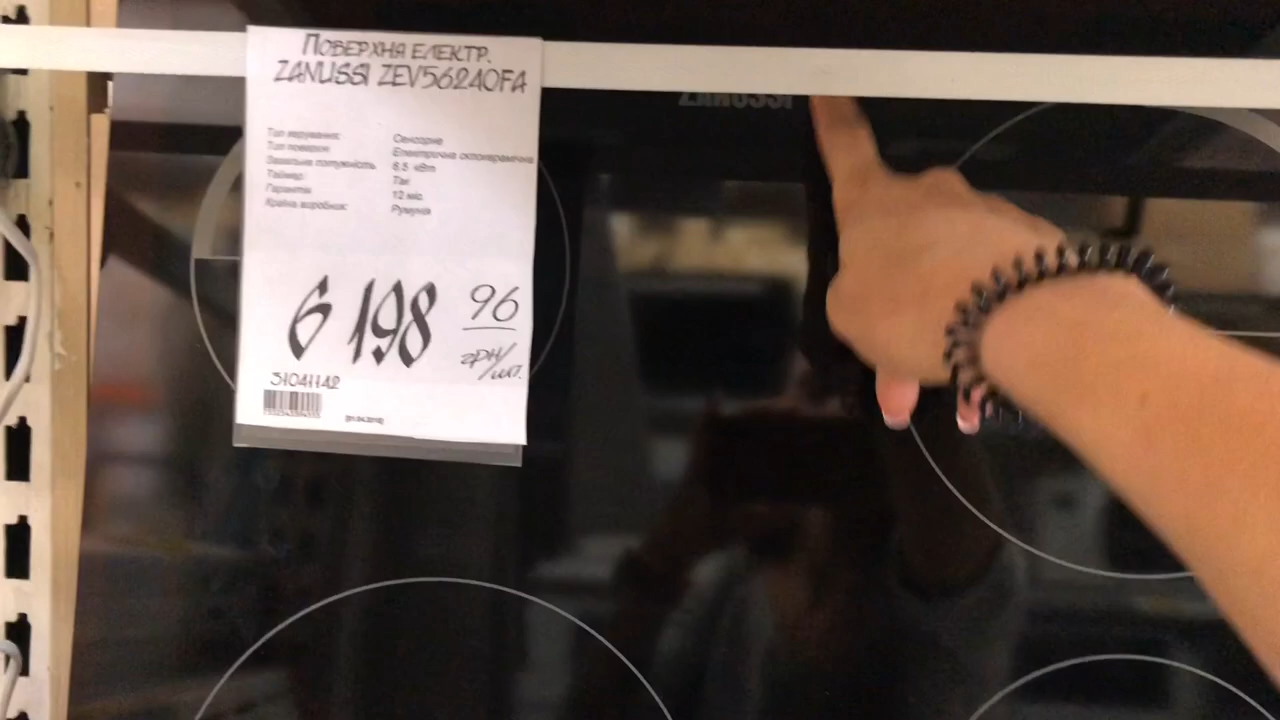 ПОВЕРХНЯ ЕЛЕКТР.
ZANUSSI ZEV56240FA
ZANUSSI
Тип керування: Сенсорне
Тип поверхні: Електрична склокерамічна
Загальна потужність 6.5 кВт
Таймер: Так
Гарантія: 12 міс.
Країна виробник: Румунія
6 198 96
грн/шт.
31041142